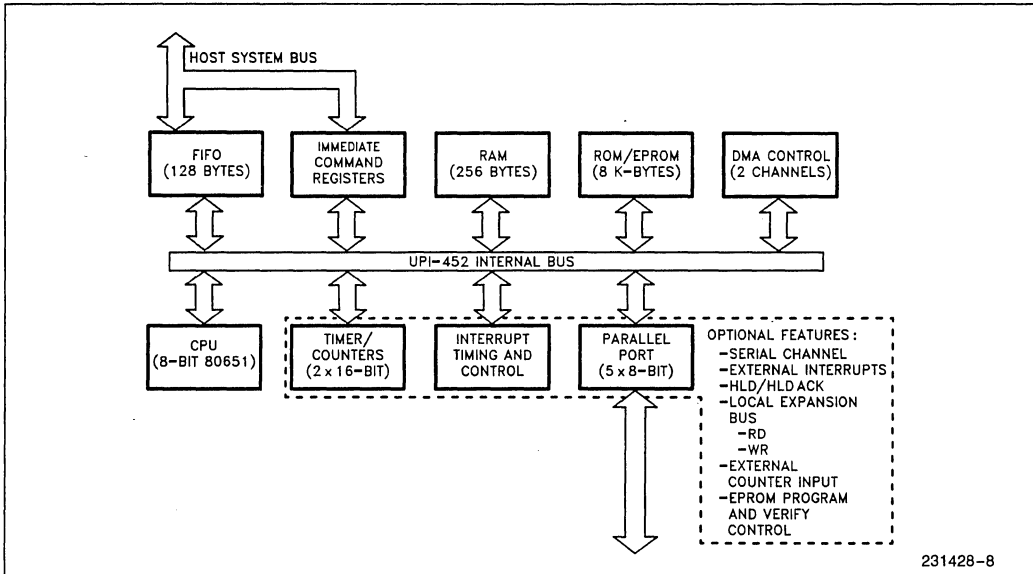 HOST SYSTEM BUS
FIFO
(128 BYTES)
IMMEDIATE
COMMAND
REGISTERS
RAM
(256 BYTES)
ROM/EPROM
(8 K-BYTES)
DMA CONTROL
(2 CHANNELS)
UPI-452 INTERNAL BUS
CPU
(8-BIT 80651)
TIMER/
COUNTERS
(2 x 16-BIT)
INTERRUPT
TIMING AND
CONTROL
PARALLEL
PORT
(5 x 8-BIT)
OPTIONAL FEATURES:
-SERIAL CHANNEL
-EXTERNAL INTERRUPTS
-HLD/HLD ACK
-LOCAL EXPANSION
BUS
-RD
-WR
-EXTERNAL
COUNTER INPUT
-EPROM PROGRAM
AND VERIFY
CONTROL
231428-8